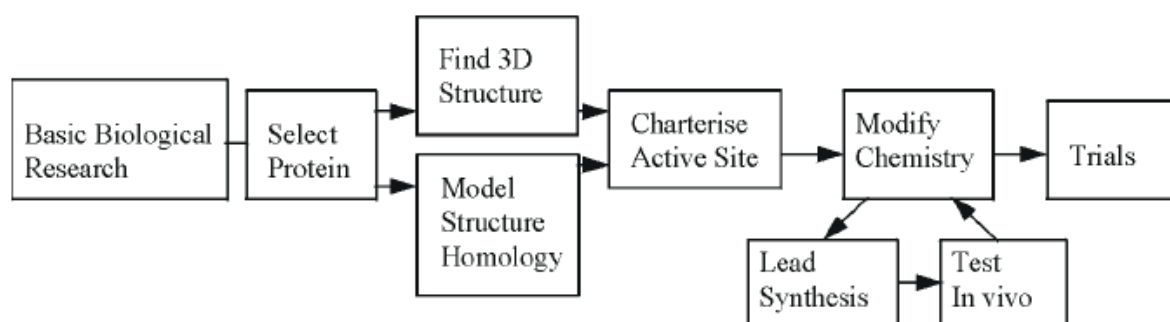 Basic Biological
Research
Select
Protein
Find 3D
Structure
Model
Structure
Homology
Charterise
Active Site
Modify
Chemistry
Lead
Synthesis
Test
In vivo
Trials